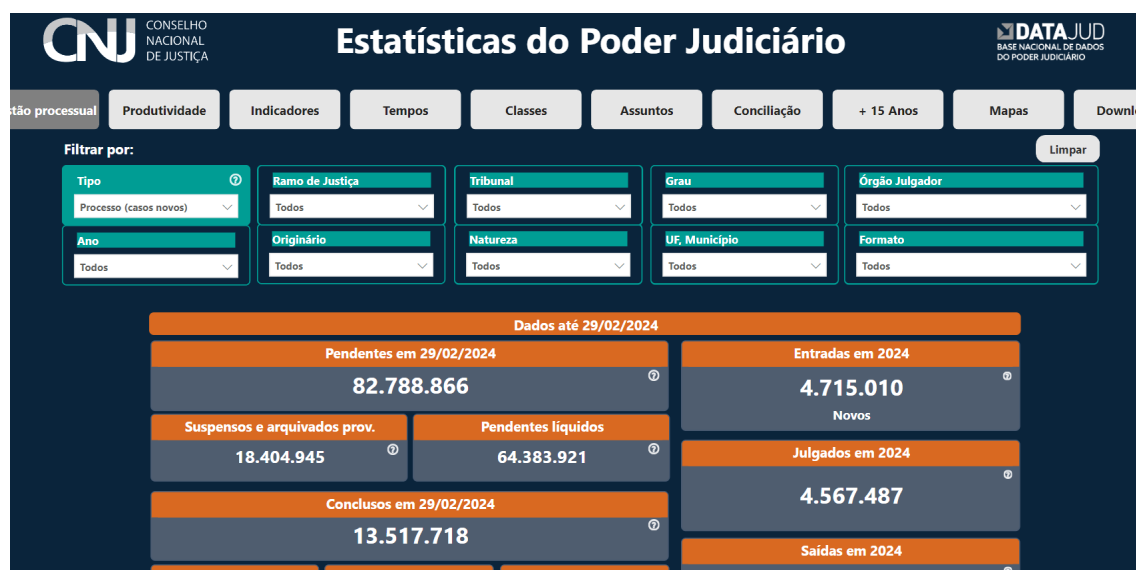 CNJ CONSELHO
NACIONAL
DE JUSTIÇA
Estatísticas do Poder Judiciário
DATAJUD
BASE NACIONAL DE DADOS
DO PODER JUDICIÁRIO
stão processual Produtividade Indicadores Tempos Classes Assuntos Conciliação + 15 Anos Mapas Downl
Filtrar por: Limpar
Tipo Ramo de Justiça Tribunal Grau Órgão Julgador
Processo (casos novos) Todos Todos Todos Todos
Ano Originário Natureza UF, Município Formato
Todos Todos Todos Todos Todos
Dados até 29/02/2024
Pendentes em 29/02/2024
82.788.866
Suspensos e arquivados prov. Pendentes líquidos
18.404.945 64.383.921
Conclusos em 29/02/2024
13.517.718
Entradas em 2024
4.715.010
Novos
Julgados em 2024
4.567.487
Saídas em 2024